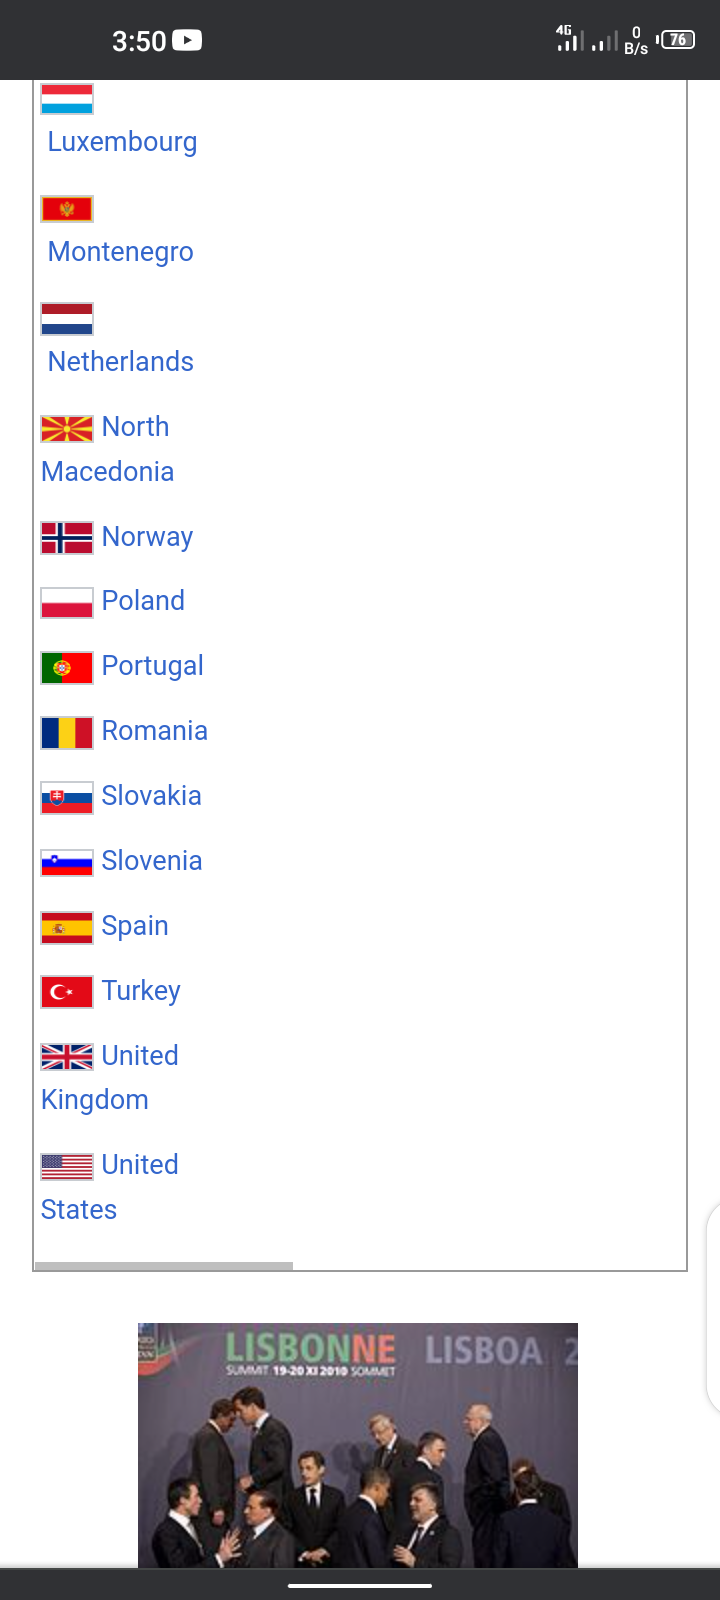 3:50
4G
0
B/s
76
Luxembourg
Montenegro
Netherlands
North
Macedonia
Norway
Poland
Portugal
Romania
Slovakia
Slovenia
Spain
Turkey
United
Kingdom
United
States
LISBONNE LISBOA 2
SUMMIT 19-20 XI 2010 SOMMET